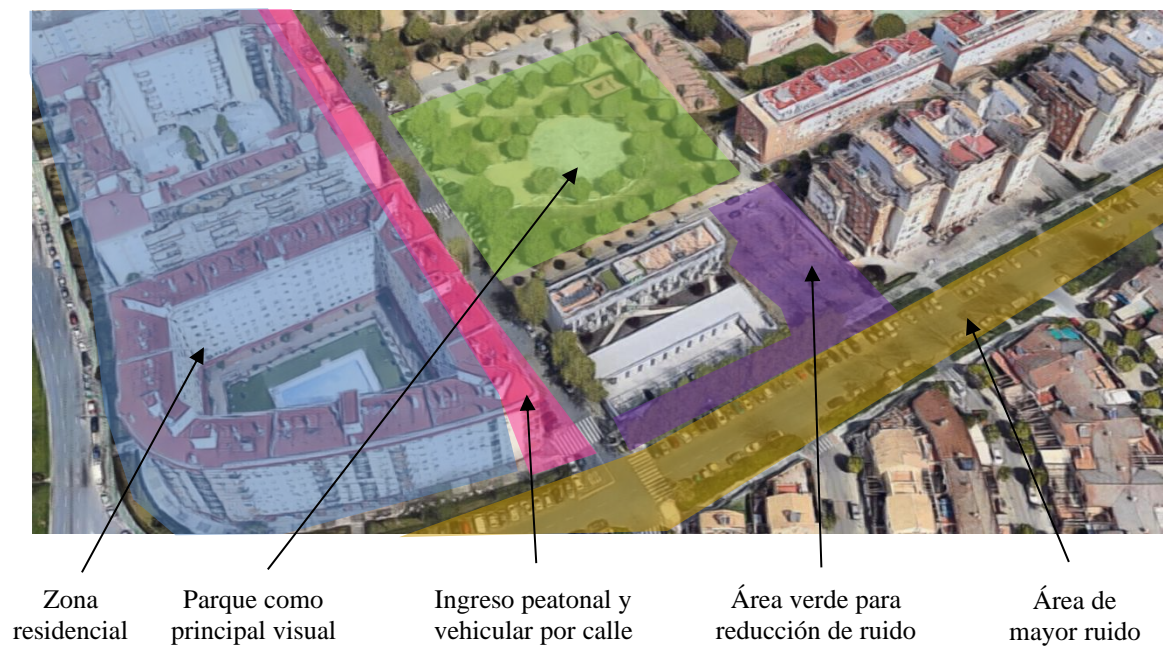 Zona
residencial
Parque como
principal visual
Ingreso peatonal y
vehicular por calle
Área verde para
reducción de ruido
Área de
mayor ruido